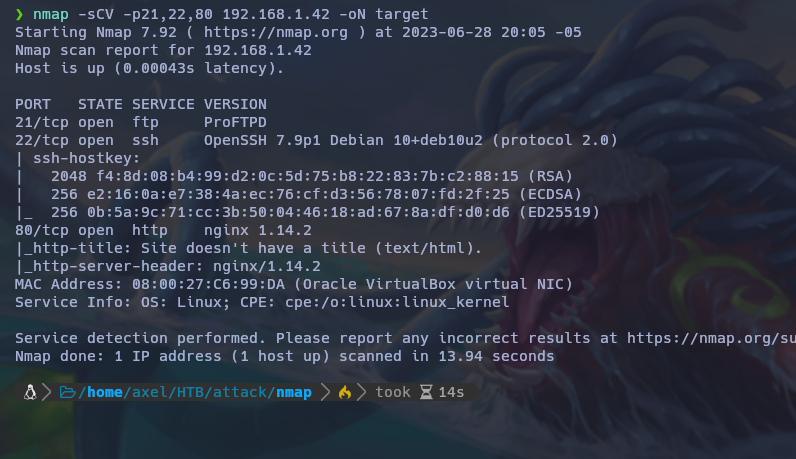 ❯ nmap -sCV -p21,22,80 192.168.1.42 -oN target
Starting Nmap 7.92 ( https://nmap.org ) at 2023-06-28 20:05 -05
Nmap scan report for 192.168.1.42
Host is up (0.00043s latency).
PORT   STATE SERVICE VERSION
21/tcp open  ftp     ProFTPD
22/tcp open  ssh     OpenSSH 7.9p1 Debian 10+deb10u2 (protocol 2.0)
| ssh-hostkey:
|   2048 f4:8d:08:b4:99:d2:0c:5d:75:b8:22:83:7b:c2:88:15 (RSA)
|   256 e2:16:0a:e7:38:4a:ec:76:cf:d3:56:78:07:fd:2f:25 (ECDSA)
|_  256 0b:5a:9c:71:cc:3b:50:04:46:18:ad:67:8a:df:d0:d6 (ED25519)
80/tcp open  http    nginx 1.14.2
|_http-title: Site doesn't have a title (text/html).
|_http-server-header: nginx/1.14.2
MAC Address: 08:00:27:C6:99:DA (Oracle VirtualBox virtual NIC)
Service Info: OS: Linux; CPE: cpe:/o:linux:linux_kernel
Service detection performed. Please report any incorrect results at https://nmap.org/su
Nmap done: 1 IP address (1 host up) scanned in 13.94 seconds
/home/axel/HTB/attack/nmap took 14s